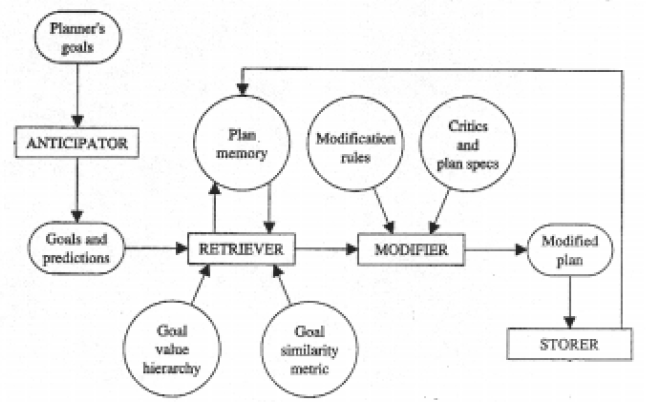 Planner's
goals
ANTICIPATOR
Goals and
predictions
Plan
memory
Modification
rules
Critics
and
plan specs
RETRIEVER
MODIFIER
Modified
plan
Goal
value
hierarchy
Goal
similarity
metric
STORER